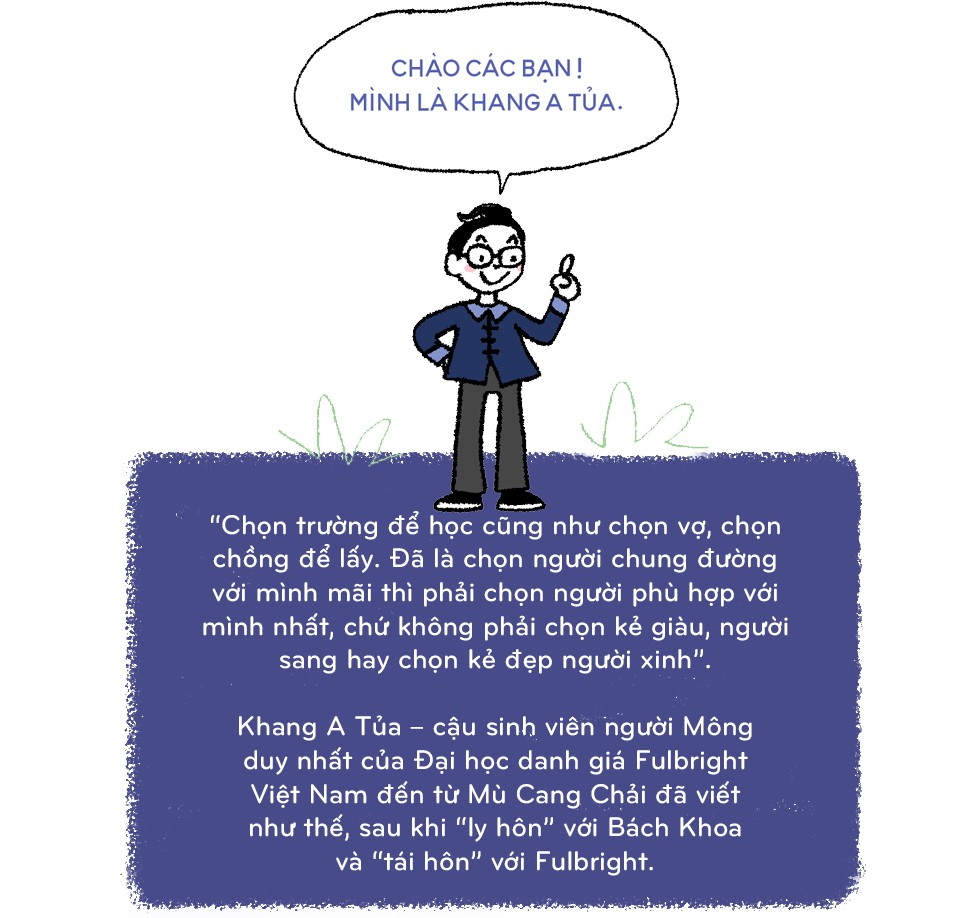 CHÀO CÁC BẠN!
MÌNH LÀ KHANG A TỦA.
“Chọn trường để học cũng như chọn vợ, chọn
chồng để lấy. Đã là chọn người chung đường
với mình mãi thì phải chọn người phù hợp với
mình nhất, chứ không phải chọn kẻ giàu, người
sang hay chọn kẻ đẹp người xinh”.
Khang A Tủa – cậu sinh viên người Mông
duy nhất của Đại học danh giá Fulbright
Việt Nam đến từ Mù Cang Chải đã viết
như thế, sau khi “ly hôn” với Bách Khoa
và “tái hôn” với Fulbright.